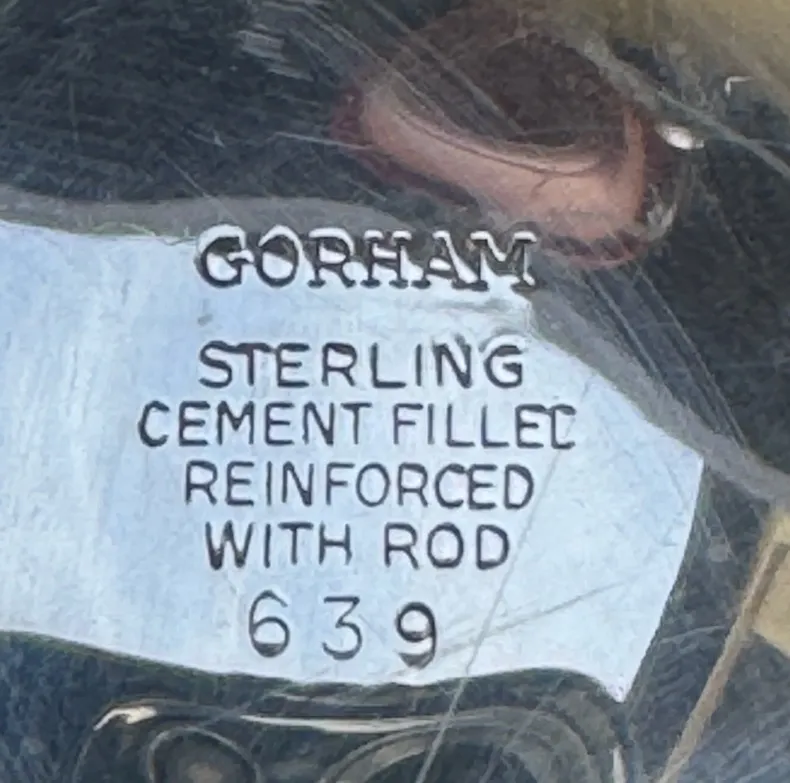 GORHAM
STERLING
CEMENT FILLED
REINFORCED
WITH ROD
639